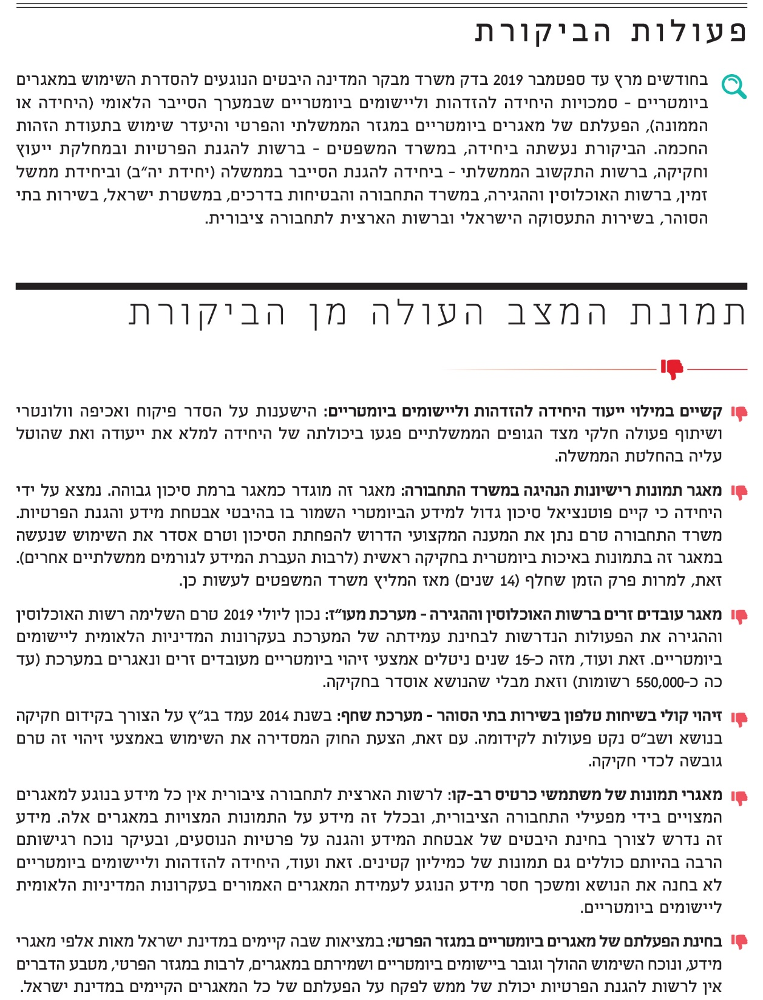 פעולות הביקורת
בחודשים מרץ עד ספטמבר 2019 בדק משרד מבקר המדינה היבטים הנוגעים להסדרת השימוש במאגרים
ביומטריים - סמכויות היחידה להזדהות וליישומים ביומטריים שבמערך הסייבר הלאומי (היחידה או
הממונה), הפעלתם של מאגרים ביומטריים במגזר הממשלתי והפרטי והיעדר שימוש בתעודת הזהות
החכמה. הביקורת נעשתה ביחידה, במשרד המשפטים - ברשות להגנת הפרטיות ובמחלקת ייעוץ
וחקיקה, ברשות התקשוב הממשלתי - ביחידה להגנת הסייבר בממשלה (יחידת יה"ב) וביחידת ממשל
זמין, ברשות האוכלוסין וההגירה, במשרד התחבורה והבטיחות בדרכים, במשטרת ישראל, בשירות בתי
הסוהר, בשירות התעסוקה הישראלי וברשות הארצית לתחבורה ציבורית.
תמונת המצב העולה מן הביקורת
קשיים במילוי ייעוד היחידה להזדהות וליישומים ביומטריים: הישענות על הסדר פיקוח ואכיפה וולונטרי
ושיתוף פעולה חלקי מצד הגופים הממשלתיים פגעו ביכולתה של היחידה למלא את ייעודה ואת שהוטל
עליה בהחלטת הממשלה.
מאגר תמונות רישיונות הנהיגה במשרד התחבורה: מאגר זה מוגדר כמאגר ברמת סיכון גבוהה. נמצא על ידי
היחידה כי קיים פוטנציאל סיכון גדול למידע הביומטרי השמור בו בהיבטי אבטחת מידע והגנת הפרטיות.
משרד התחבורה טרם נתן את המענה המקצועי הדרוש להפחתת הסיכון וטרם אסדר את השימוש שנעשה
במאגר זה בתמונות באיכות ביומטרית בחקיקה ראשית (לרבות העברת המידע לגורמים ממשלתיים אחרים).
זאת, למרות פרק הזמן שחלף (14 שנים) מאז המליץ משרד המשפטים לעשות כן.
מאגר עובדים זרים ברשות האוכלוסין וההגירה - מערכת מעו"ז: נכון ליולי 2019 טרם השלימה רשות האוכלוסין
וההגירה את הפעולות הנדרשות לבחינת עמידתה של המערכת בעקרונות המדיניות הלאומית ליישומים
ביומטריים. זאת ועוד, מזה כ-15 שנים ניטלים אמצעי זיהוי ביומטריים מעובדים זרים ונאגרים במערכת (עד
כה כ-550,000 רשומות) וזאת מבלי שהנושא אוסדר בחקיקה.
זיהוי קולי בשיחות טלפון בשירות בתי הסוהר - מערכת שחף: בשנת 2014 עמד בג"ץ על הצורך בקידום חקיקה
בנושא ושב"ס נקט פעולות לקידומה. עם זאת, הצעת החוק המסדירה את השימוש באמצעי זיהוי זה טרם
גובשה לכדי חקיקה.
מאגרי תמונות של משתמשי כרטיס רב-קו: לרשות הארצית לתחבורה ציבורית אין כל מידע בנוגע למאגרים
המצויים בידי מפעילי התחבורה הציבורית, ובכלל זה מידע על התמונות המצויות במאגרים אלה. מידע
זה נדרש לצורך בחינת היבטים של אבטחת המידע והגנה על פרטיות הנוסעים, ובעיקר נוכח רגישותם
הרבה בהיותם כוללים גם תמונות של כמיליון קטינים. זאת ועוד, היחידה להזדהות וליישומים ביומטריים
לא בחנה את הנושא ומשכך חסר מידע הנוגע לעמידת המאגרים האמורים בעקרונות המדיניות הלאומית
ליישומים ביומטריים.
בחינת הפעלתם של מאגרים ביומטריים במגזר הפרטי: במציאות שבה קיימים במדינת ישראל מאות אלפי מאגרי
מידע, ונוכח השימוש ההולך וגובר ביישומים ביומטריים ושמירתם במאגרים, לרבות במגזר הפרטי, מטבע הדברים
אין לרשות להגנת הפרטיות יכולת של ממש לפקח על הפעלתם של כל המאגרים הקיימים במדינת ישראל.